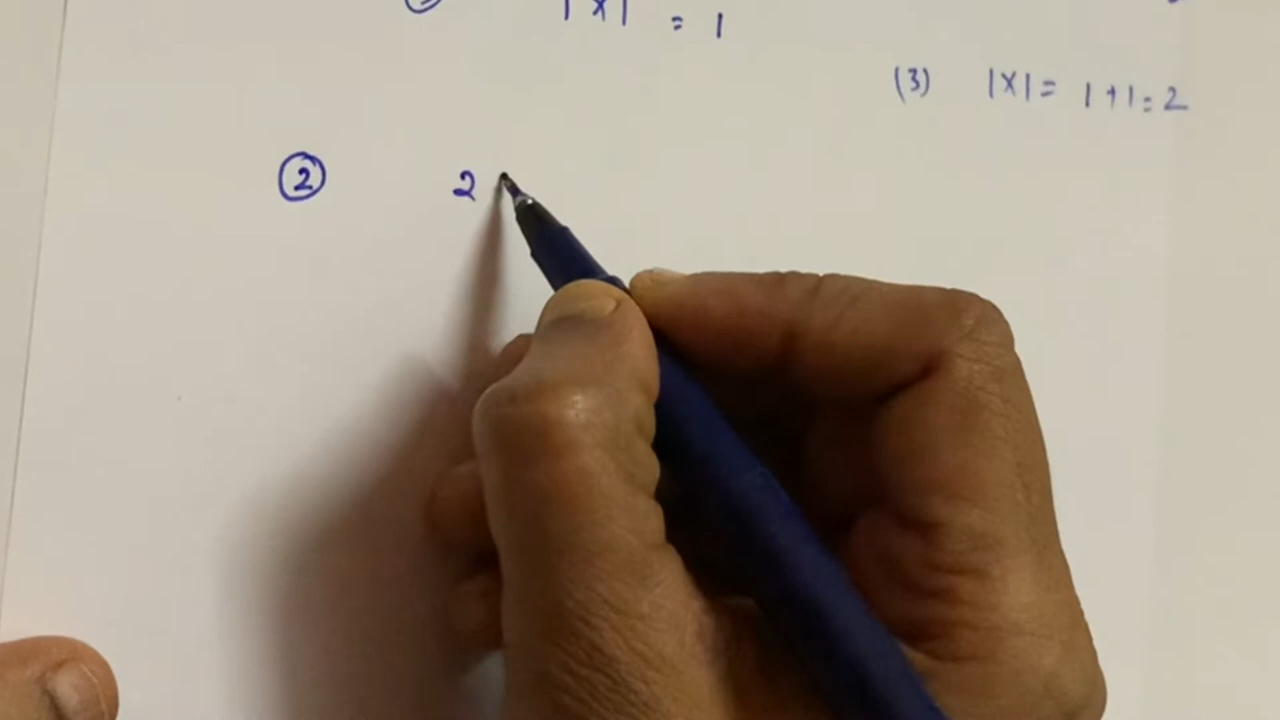 |X| = 1
(3) |X| = 1+1=2
② 2